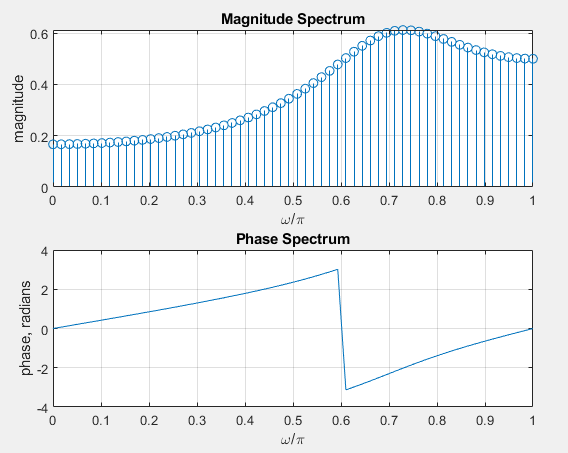 Magnitude Spectrum
magnitude
0.6
0.4
0.2
0
0 0.1 0.2 0.3 0.4 0.5 0.6 0.7 0.8 0.9 1
ω/π
Phase Spectrum
phase, radians
4
2
0
-2
-4
0 0.1 0.2 0.3 0.4 0.5 0.6 0.7 0.8 0.9 1
ω/π